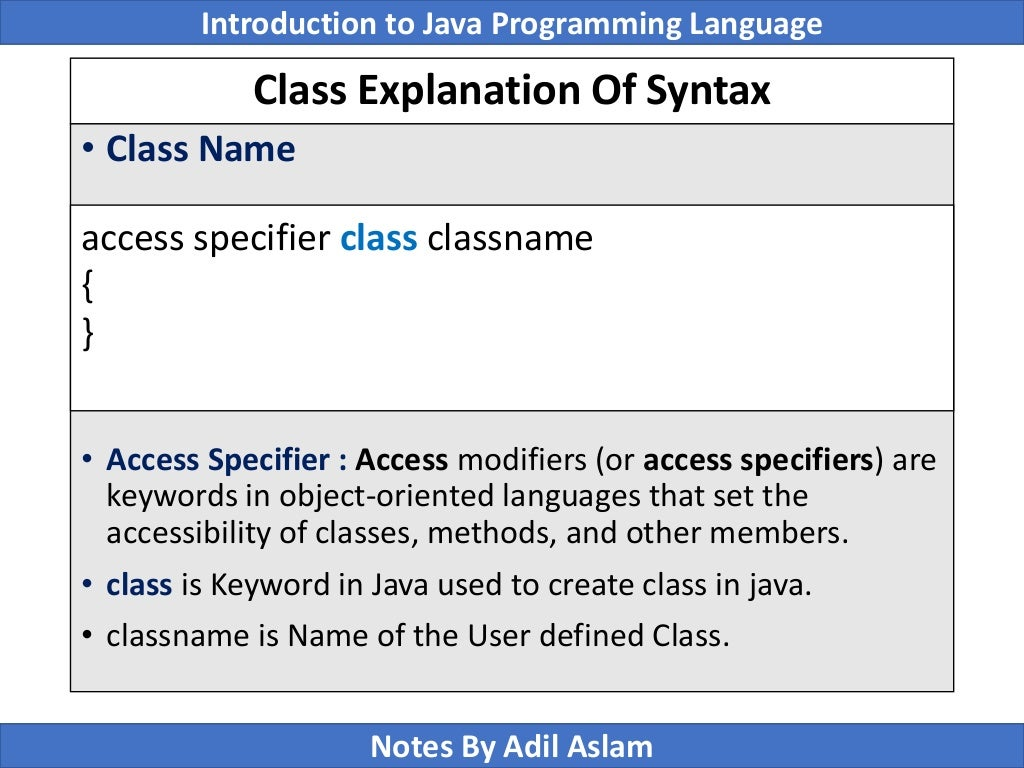 Introduction to Java Programming Language
Class Explanation Of Syntax
• Class Name
access specifier class classname
{
}
• Access Specifier : Access modifiers (or access specifiers) are
keywords in object-oriented languages that set the
accessibility of classes, methods, and other members.
• class is Keyword in Java used to create class in java.
• classname is Name of the User defined Class.
Notes By Adil Aslam